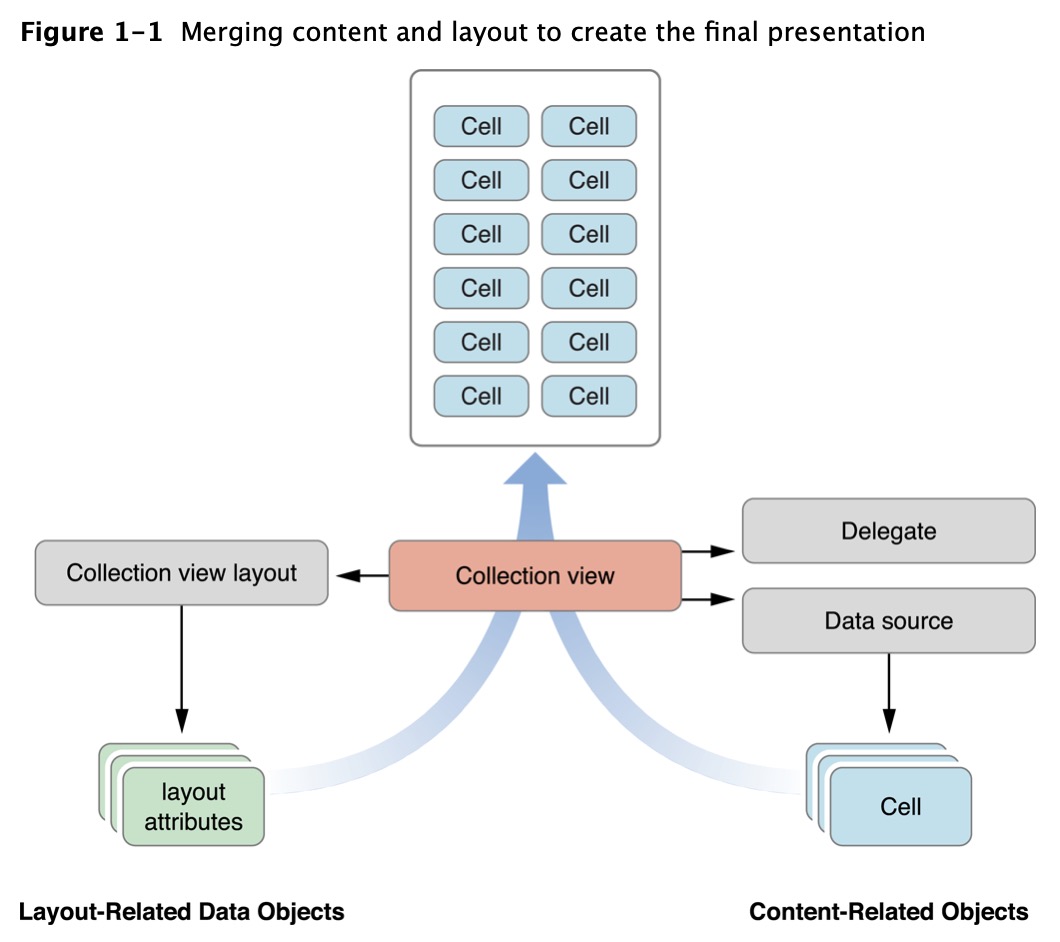 Figure 1-1 Merging content and layout to create the final presentation
Cell Cell
Cell Cell
Cell Cell
Cell Cell
Cell Cell
Cell Cell
Delegate
Collection view layout
Collection view
Data source
layout
attributes
Cell
Layout-Related Data Objects
Content-Related Objects